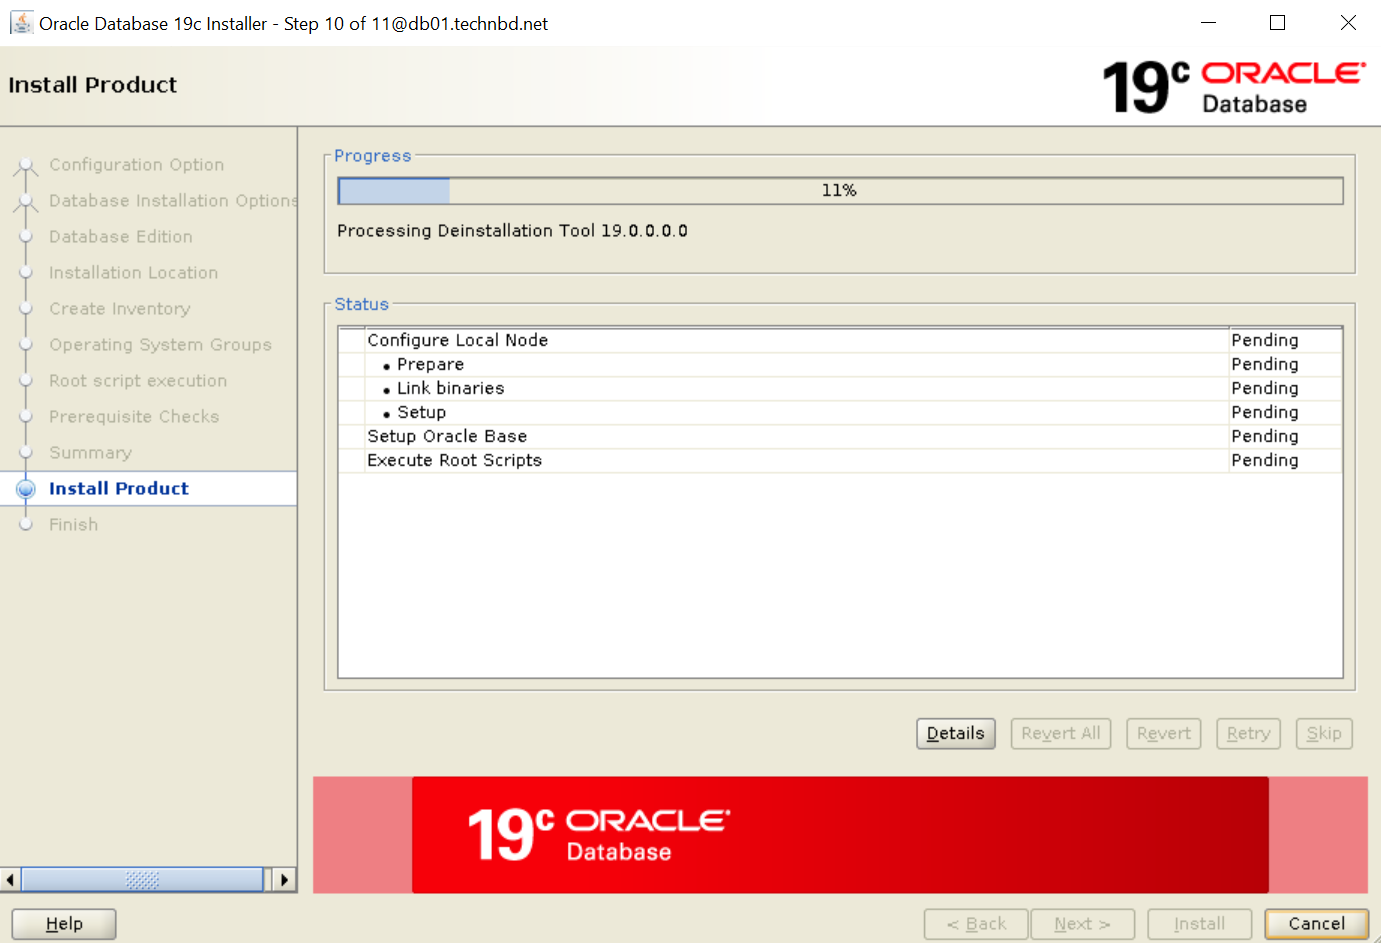 Oracle Database 19c Installer - Step 10 of 11@db01.technbd.net
Install Product
19c ORACLE
Database
Configuration Option
Database Installation Options
Database Edition
Installation Location
Create Inventory
Operating System Groups
Root script execution
Prerequisite Checks
Summary
Install Product
Finish
Progress
11%
Processing Deinstallation Tool 19.0.0.0.0
Status
Configure Local Node Pending
• Prepare Pending
• Link binaries Pending
• Setup Pending
Setup Oracle Base Pending
Execute Root Scripts Pending
Details Revert All Revert Retry Skip
19c ORACLE
Database
Help < Back Next > Install Cancel